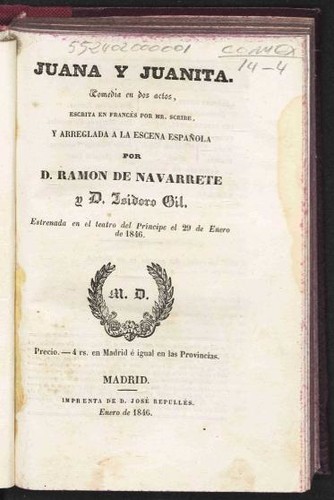 552402000001
COMEX
14-4
JUANA Y JUANITA.
Comedia en dos actos,
ESCRITA EN FRANCÉS POR MR. SCRIBE,
Y ARREGLADA A LA ESCENA ESPAÑOLA
POR
D. RAMON DE NAVARRETE
y D. Isidoro Gil.
Estrenada en el teatro del Príncipe el 29 de Enero
de 1846.
M. D.
Precio.—4 rs. en Madrid é igual en las Provincias.
MADRID.
IMPRENTA DE D. JOSÉ REPULLÉS.
Enero de 1846.